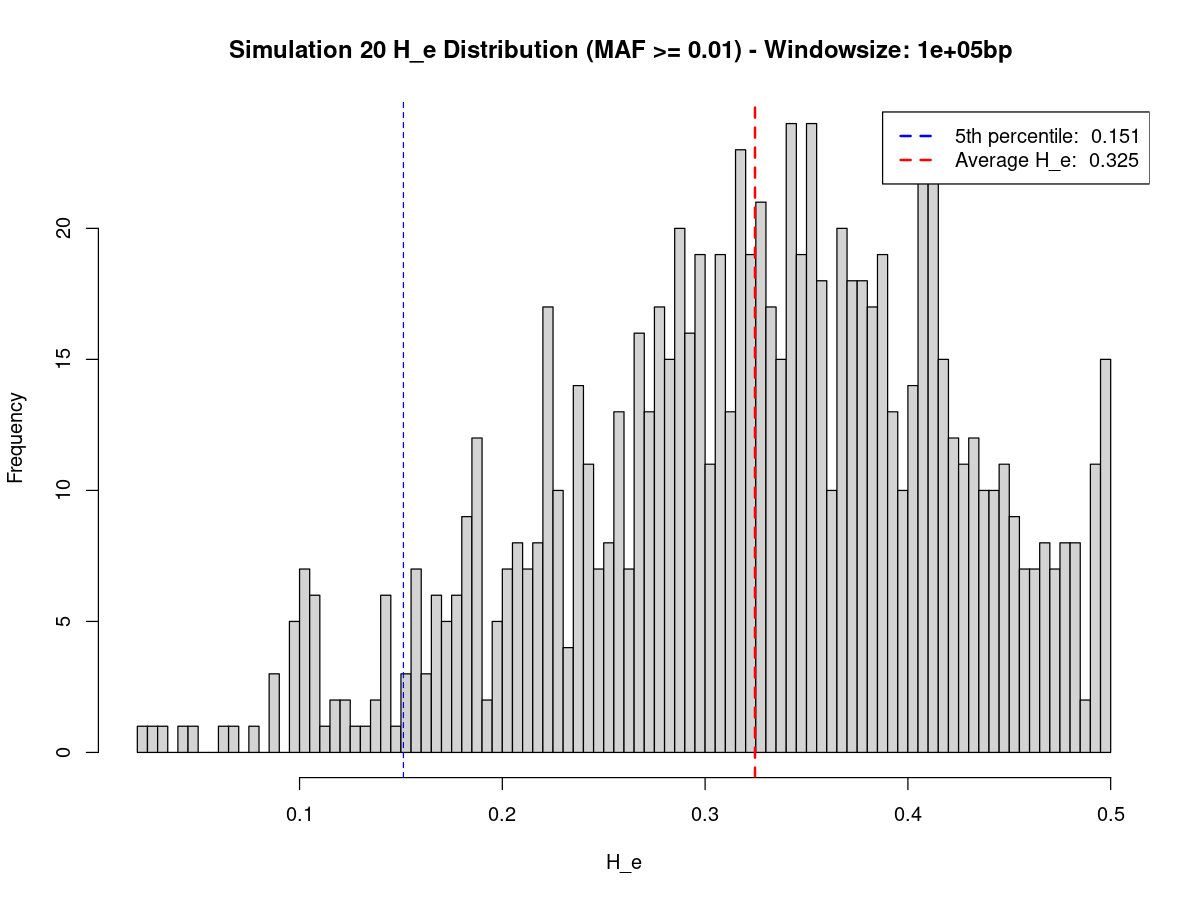 Simulation 20 H_e Distribution (MAF >= 0.01) - Windowsize: 1e+05bp
5th percentile: 0.151
Average H_e: 0.325
Frequency
20
15
10
5
0
0.1 0.2 0.3 0.4 0.5
H_e